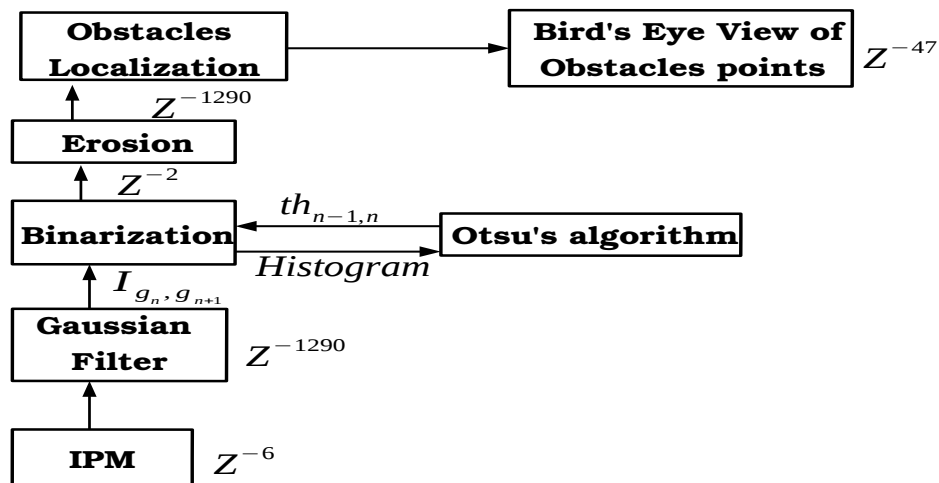 Obstacles
Localization
Bird's Eye View of
Obstacles points
Z^{-47}
Z^{-1290}
Erosion
Z^{-2}
Binarization
th_{n-1,n}
Otsu's algorithm
Histogram
I_{g_n, g_{n+1}}
Gaussian
Filter
Z^{-1290}
IPM
Z^{-6}